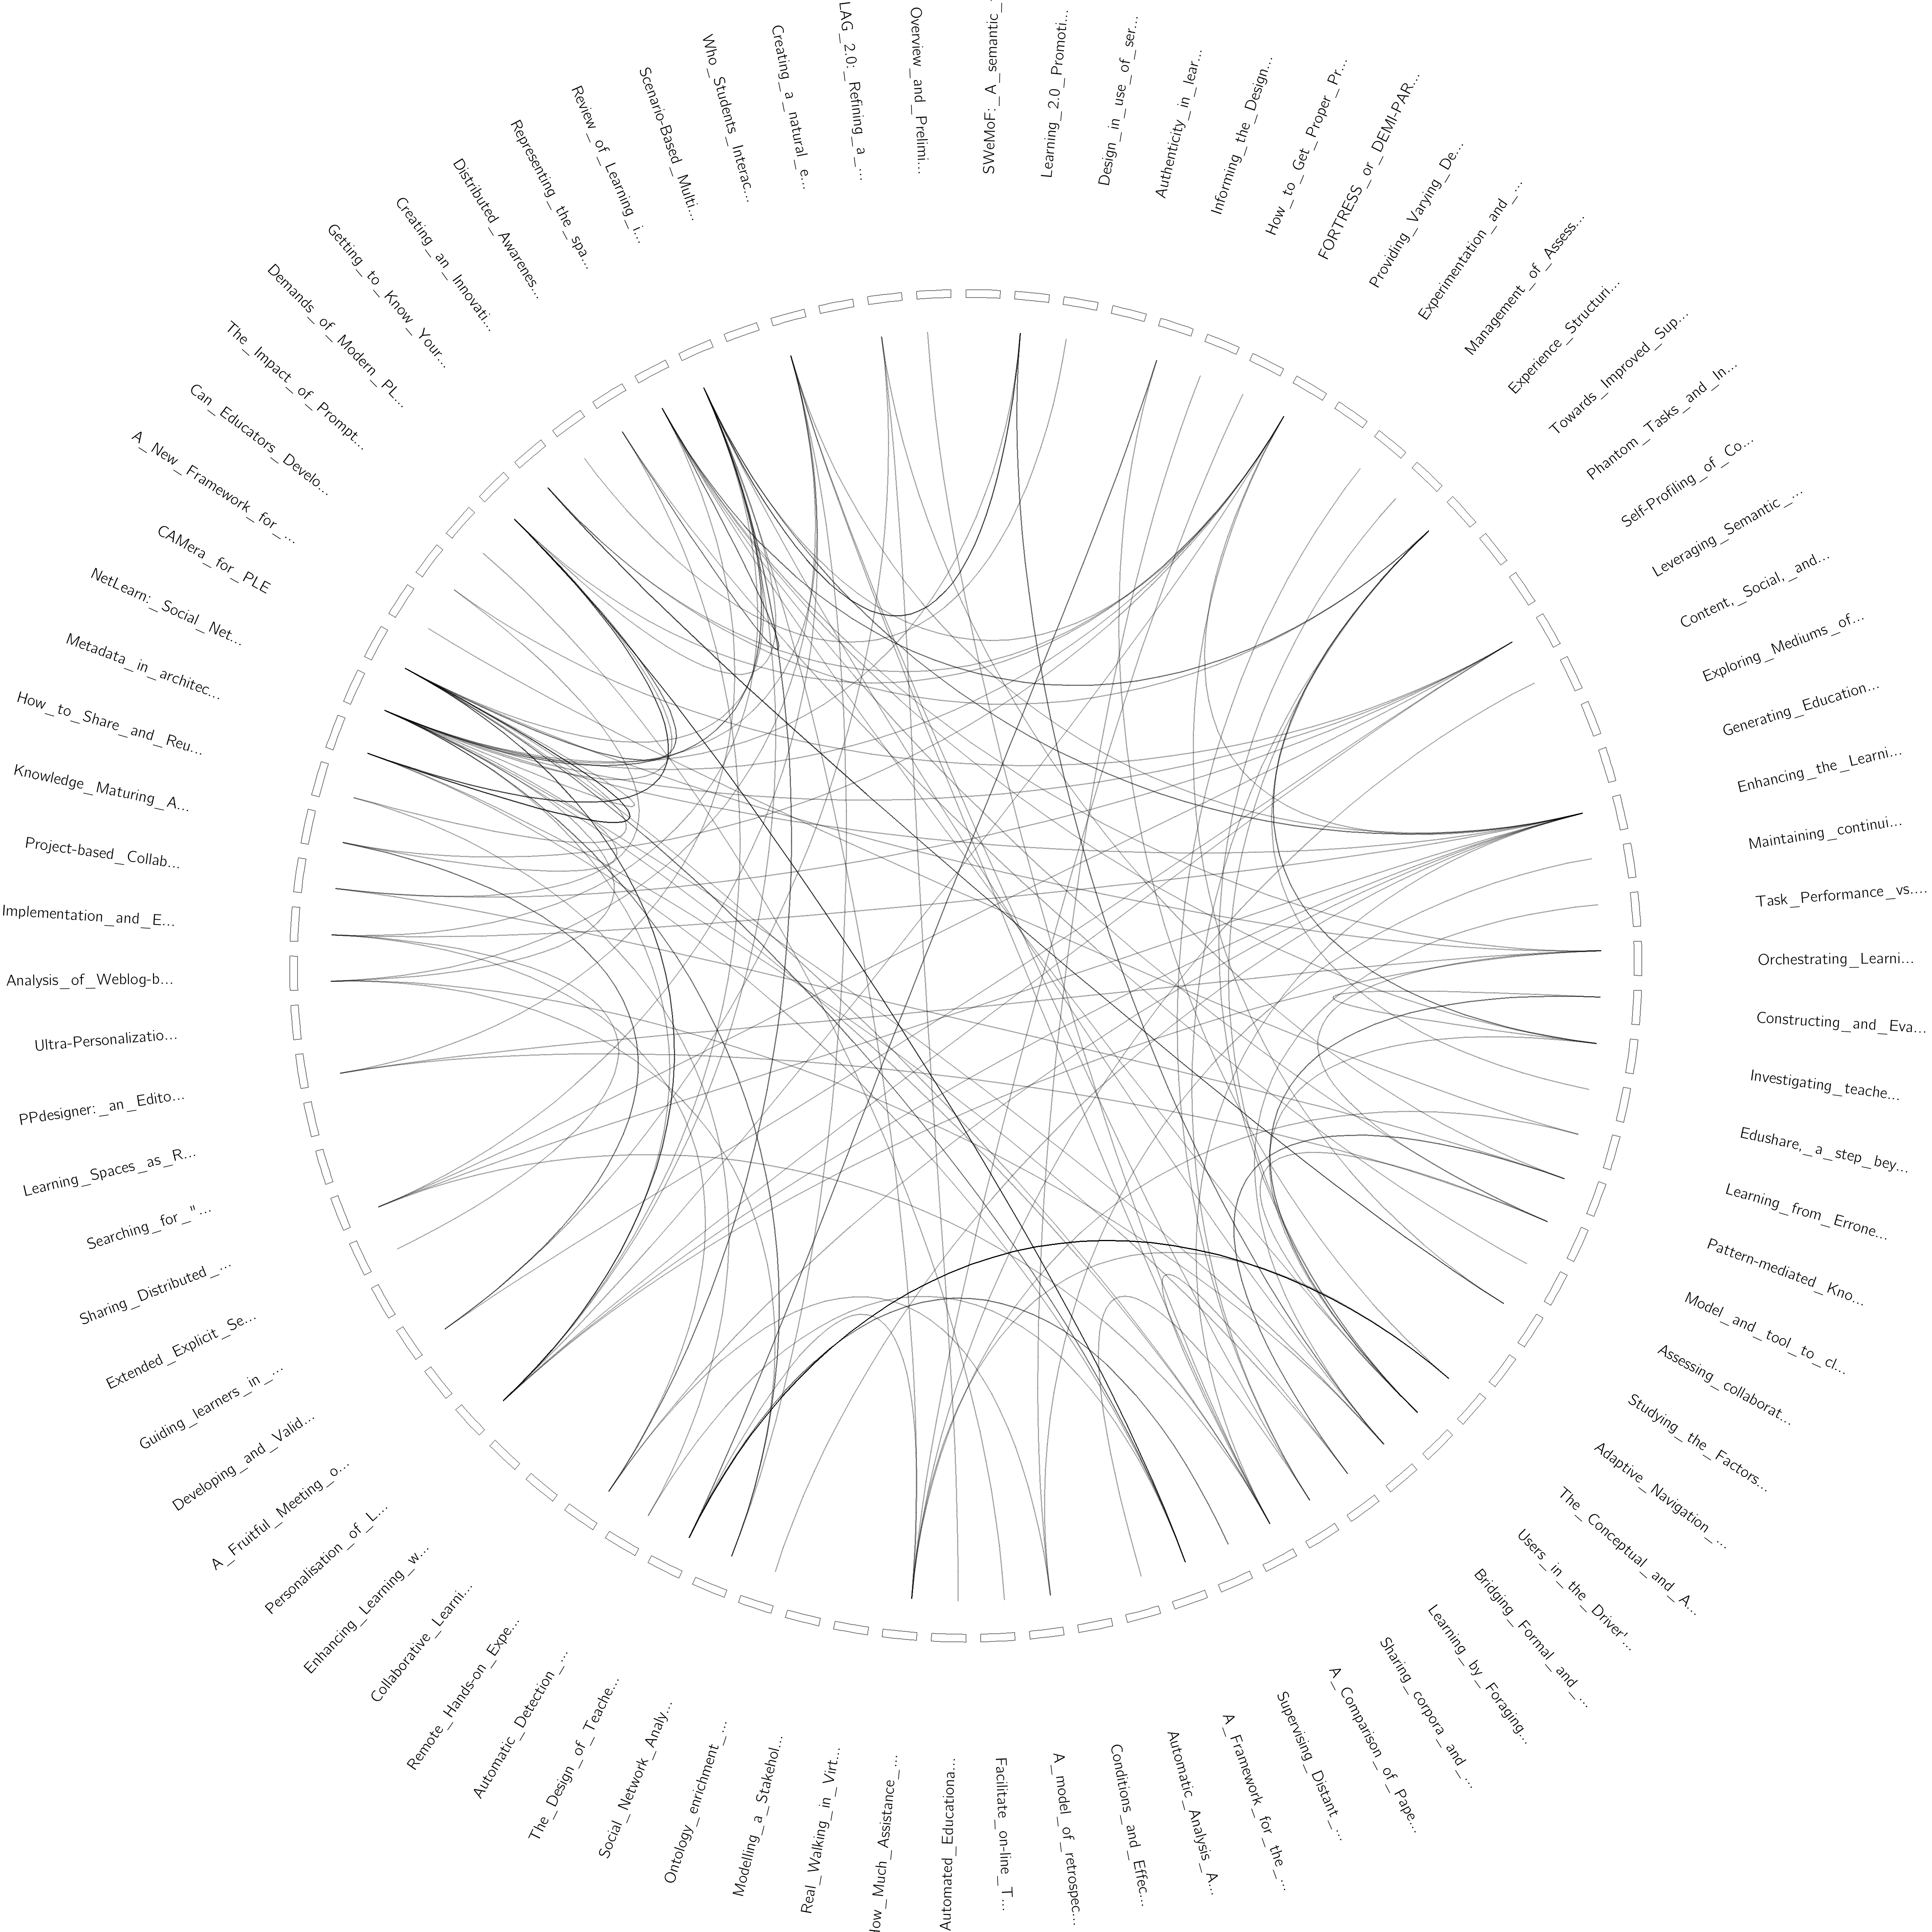 SWeMoF:_A_semantic_
Learning_2.0_Promoti...
Design_in_use_of_ser...
Authenticity_in_lear...
Informing_the_Design...
How_to_Get_Proper_Pr...
FORTRESS_or_DEMI-PAR...
Providing_Varying_De...
Experimentation_and_...
Management_of_Assess...
Experience_Structuri...
Towards_Improved_Sup...
Phantom_Tasks_and_In...
Self-Profiling_of_Co...
Leveraging_Semantic_...
Content,_Social,_and...
Exploring_Mediums_of...
Generating_Education...
Enhancing_the_Learni...
Maintaining_continui...
Task_Performance_vs....
Orchestrating_Learni...
Constructing_and_Eva...
Investigating_teache...
Edushare,_a_step_bey...
Learning_from_Errone...
Pattern-mediated_Kno...
Model_and_tool_to_cl...
Assessing_collaborat...
Studying_the_Factors...
Adaptive_Navigation_...
The_Conceptual_and_A...
Users_in_the_Driver'...
Bridging_Formal_and_...
Learning_by_Foraging...
Sharing_corpora_and_...
A_Comparison_of_Pape...
Supervising_Distant_...
A_Framework_for_the_...
Automatic_Analysis_A...
Conditions_and_Effec...
A_model_of_retrospec...
Facilitate_on-line_T...
Automated_Educationa...
How_Much_Assistance_...
Real_Walking_in_Virt...
Modelling_a_Stakehol...
Ontology_enrichment_...
Social_Network_Analy...
The_Design_of_Teache...
Automatic_Detection_...
Remote_Hands-on_Expe...
Collaborative_Learni...
Enhancing_Learning_w...
Personalisation_of_L...
A_Fruitful_Meeting_o...
Developing_and_Valid...
Guiding_learners_in_...
Extended_Explicit_Se...
Sharing_Distributed_...
Searching_for_"...
Learning_Spaces_as_R...
PPdesigner:_an_Edito...
Ultra-Personalizatio...
Analysis_of_Weblog-b...
Implementation_and_E...
Project-based_Collab...
Knowledge_Maturing_A...
How_to_Share_and_Reu...
Metadata_in_architec...
NetLearn:_Social_Net...
CAMera_for_PLE
A_New_Framework_for_...
Can_Educators_Develo...
The_Impact_of_Prompt...
Demands_of_Modern_PL...
Getting_to_Know_Your...
Creating_an_Innovati...
Distributed_Awarenes...
Representing_the_spa...
Review_of_Learning_i...
Scenario-Based_Multi...
Who_Students_Interac...
Creating_a_natural_e...
LAG_2.0:_Refining_a_...
Overview_and_Prelimi...